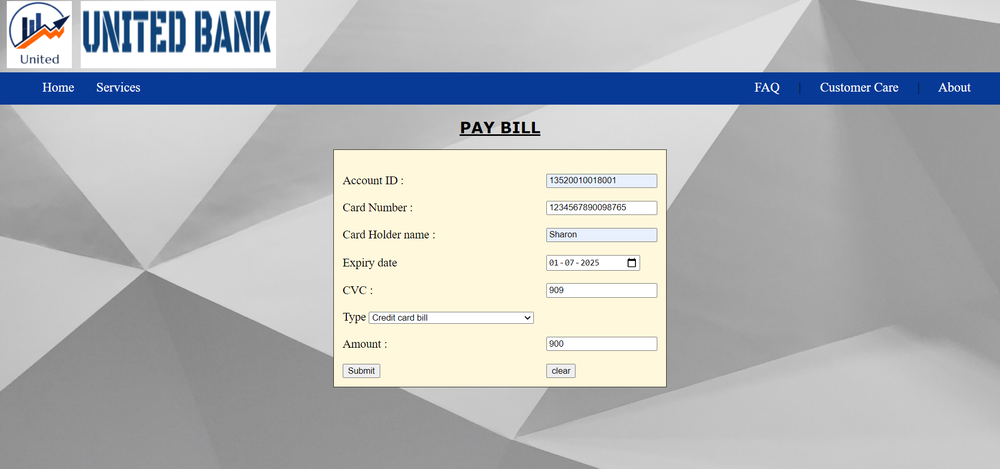 United
UNITED BANK
Home Services FAQ Customer Care About
PAY BILL
Account ID : 13520010018001
Card Number : 1234567890098765
Card Holder name : Sharon
Expiry date 01-07-2025
CVC : 909
Type Credit card bill
Amount : 900
Submit clear